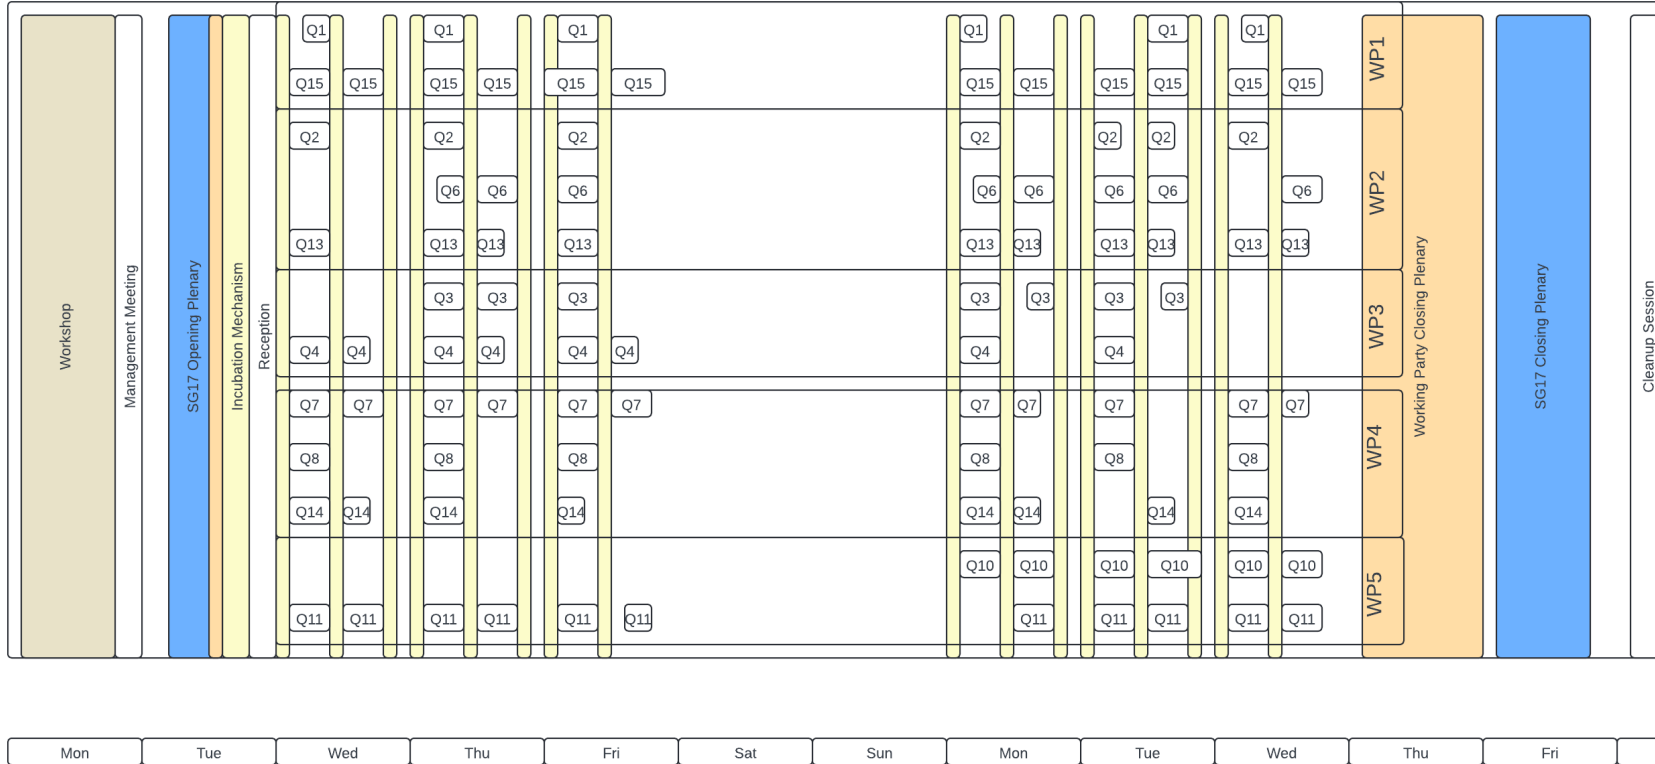 Workshop
Management Meeting
SG17 Opening Plenary
Incubation Mechanism
Reception
Q1 Q1 Q1 Q1 Q1 Q1
Q15 Q15 Q15 Q15 Q15 Q15 Q15 Q15 Q15 Q15 Q15 Q15
WP1
Q2 Q2 Q2 Q2 Q2 Q2 Q2
Q6 Q6 Q6 Q6 Q6 Q6 Q6 Q6
Q13 Q13 Q13 Q13 Q13 Q13 Q13 Q13 Q13 Q13
WP2
Q3 Q3 Q3 Q3 Q3 Q3 Q3
Q4 Q4 Q4 Q4 Q4 Q4 Q4 Q4
WP3
Q7 Q7 Q7 Q7 Q7 Q7 Q7 Q7 Q7 Q7 Q7
Q8 Q8 Q8 Q8 Q8 Q8
Q14 Q14 Q14 Q14 Q14 Q14 Q14 Q14
WP4
Q10 Q10 Q10 Q10 Q10 Q10
Q11 Q11 Q11 Q11 Q11 Q11 Q11 Q11 Q11 Q11 Q11
WP5
Working Party Closing Plenary
SG17 Closing Plenary
Cleanup Session
Mon Tue Wed Thu Fri Sat Sun Mon Tue Wed Thu Fri